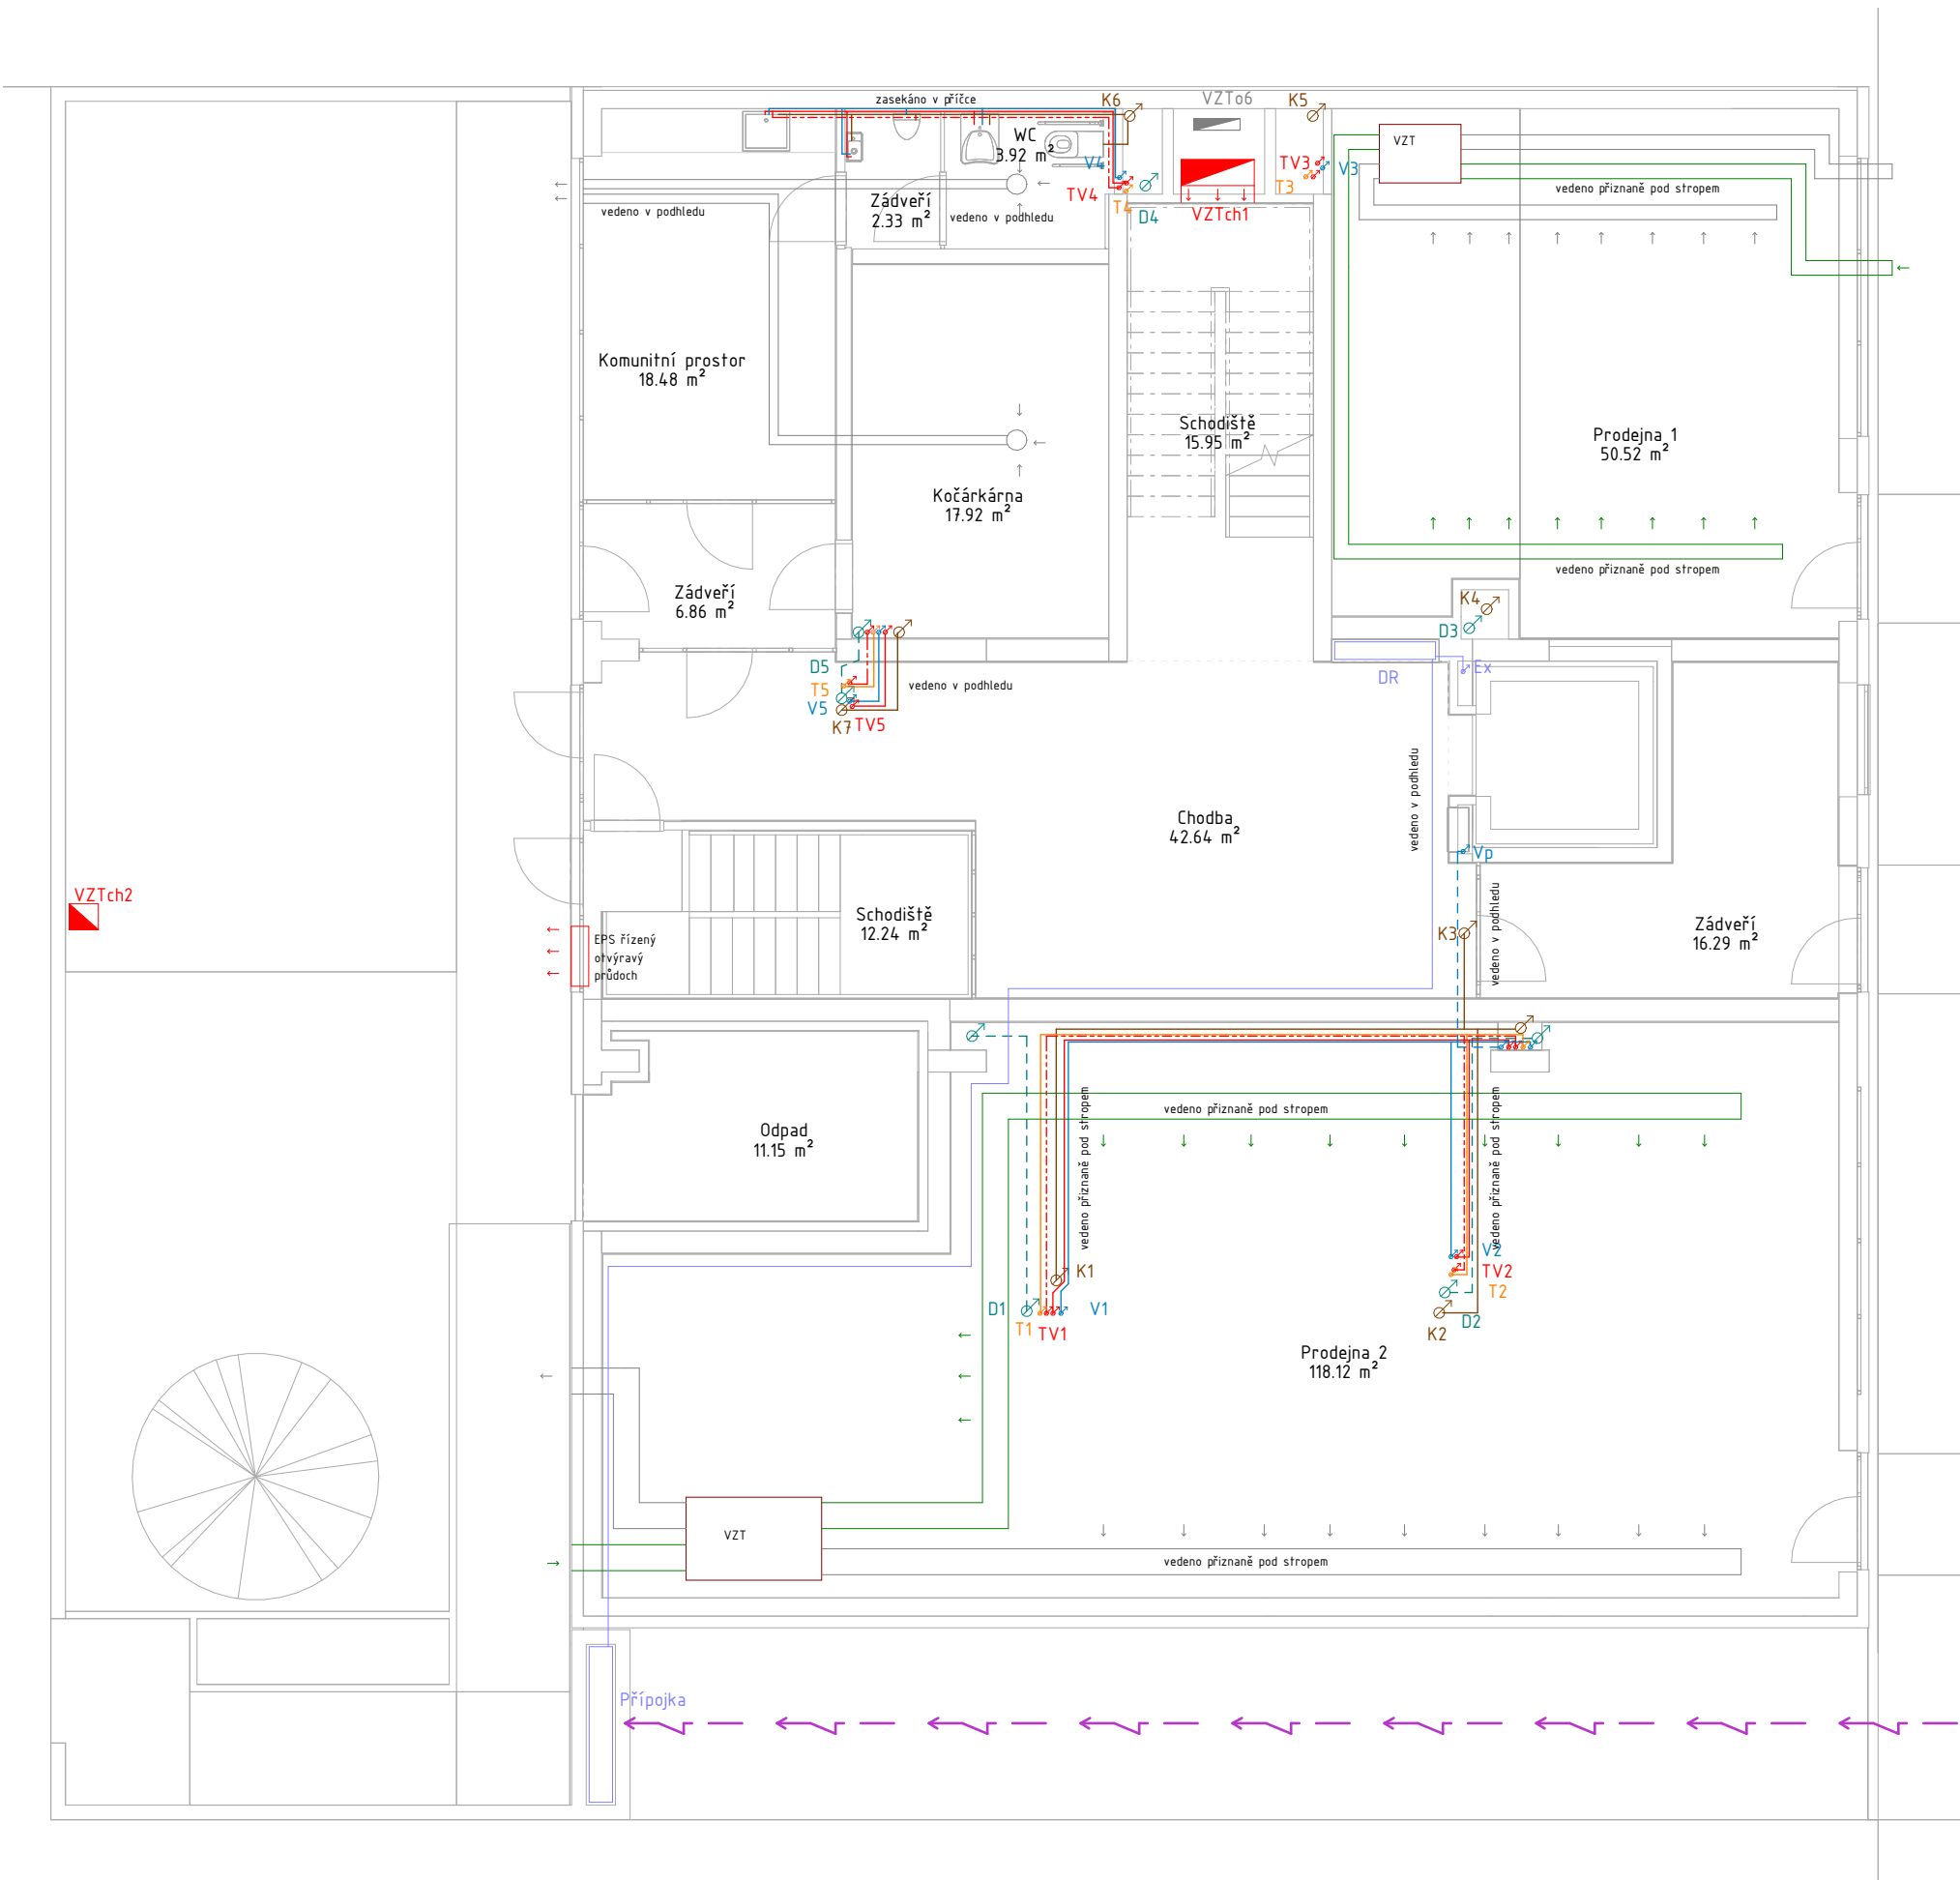 zasekáno v příčce
K6
VZTo6
K5
WC
3.92 m²
VZT
V4
TV3
V3
T3
vedeno přiznaně pod stropem
TV4
T4
D4
VZTch1
Zádveří
2.33 m²
vedeno v podhledu
vedeno v podhledu
Komunitní prostor
18.48 m²
Schodiště
15.95 m²
Prodejna 1
50.52 m²
Kočárkárna
17.92 m²
vedeno přiznaně pod stropem
Zádveří
6.86 m²
K4
D3
D5
T5
V5
K7
TV5
vedeno v podhledu
DR
Ex
vedeno v podhledu
Chodba
42.64 m²
Vp
VZTch2
Schodiště
12.24 m²
K3
vedeno v podhledu
Zádveří
16.29 m²
EPS řízený
otvýravý
průdoch
vedeno přiznaně pod stropem
Odpad
11.15 m²
vedeno přiznaně pod stropem
vedeno přiznaně pod stropem
K1
V2
TV2
T2
D1
T1
TV1
V1
D2
K2
Prodejna 2
118.12 m²
VZT
vedeno přiznaně pod stropem
Přípojka